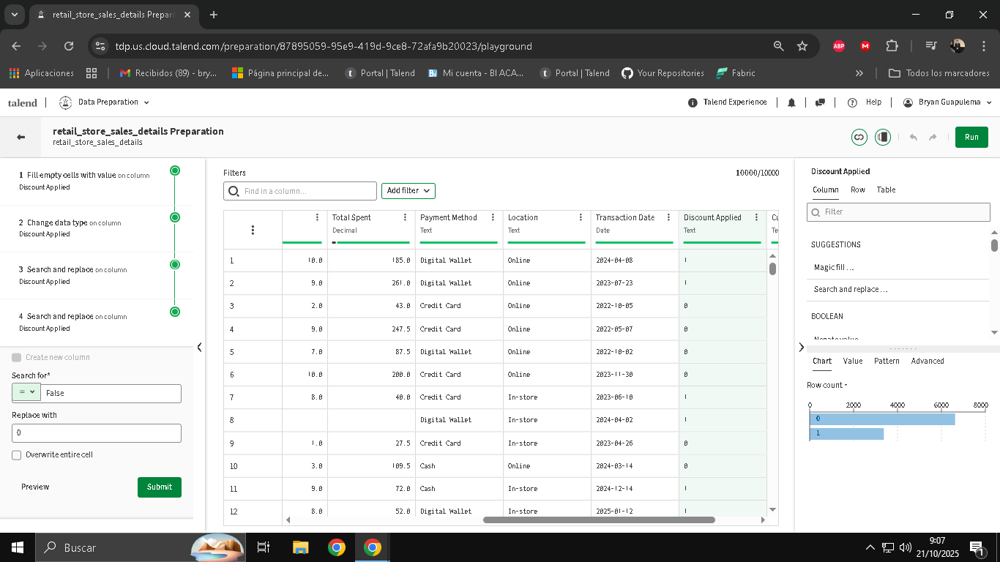 retail_store_sales_details Prepara
tdp.us.cloud.talend.com/preparation/87895059-95e9-419d-9ce8-72afa9b20023/playground
ABP
M
Aplicaciones
Recibidos (89) - bry...
Página principal de...
Portal | Talend
Mi cuenta - BI ACA...
Portal | Talend
Your Repositories
Fabric
Todos los marcadores
talend
Data Preparation
Talend Experience
Help
Bryan Guapulema
retail_store_sales_details Preparation
retail_store_sales_details
Run
1 Fill empty cells with value on column
Discount Applied
2 Change data type on column
Discount Applied
3 Search and replace on column
Discount Applied
4 Search and replace on column
Discount Applied
Create new column
Search for*
= False
Replace with
0
Overwrite entire cell
Preview
Submit
Filters
10000/10000
Find in a column...
Add filter
Total Spent Payment Method Location Transaction Date Discount Applied Cu
Decimal Text Text Date Text Te
1 10.0 185.0 Digital Wallet Online 2024-04-08 1
2 9.0 261.0 Digital Wallet Online 2023-07-23 1
3 2.0 43.0 Credit Card Online 2022-10-05 0
4 9.0 247.5 Credit Card Online 2022-05-07 0
5 7.0 87.5 Digital Wallet Online 2022-10-02 0
6 10.0 200.0 Credit Card Online 2023-11-30 0
7 8.0 40.0 Credit Card In-store 2023-06-10 1
8 Digital Wallet In-store 2024-04-02 1
9 1.0 27.5 Credit Card In-store 2023-04-26 0
10 3.0 109.5 Cash Online 2024-03-14 0
11 9.0 72.0 Cash In-store 2024-12-14 1
12 8.0 52.0 Digital Wallet In-store 2025-01-12 1
Discount Applied
Column Row Table
Filter
SUGGESTIONS
Magic fill ...
Search and replace ...
BOOLEAN
Negate value
Chart Value Pattern Advanced
Row count
0 2000 4000 6000 8000
0
1
Buscar
9:07
21/10/2025
1